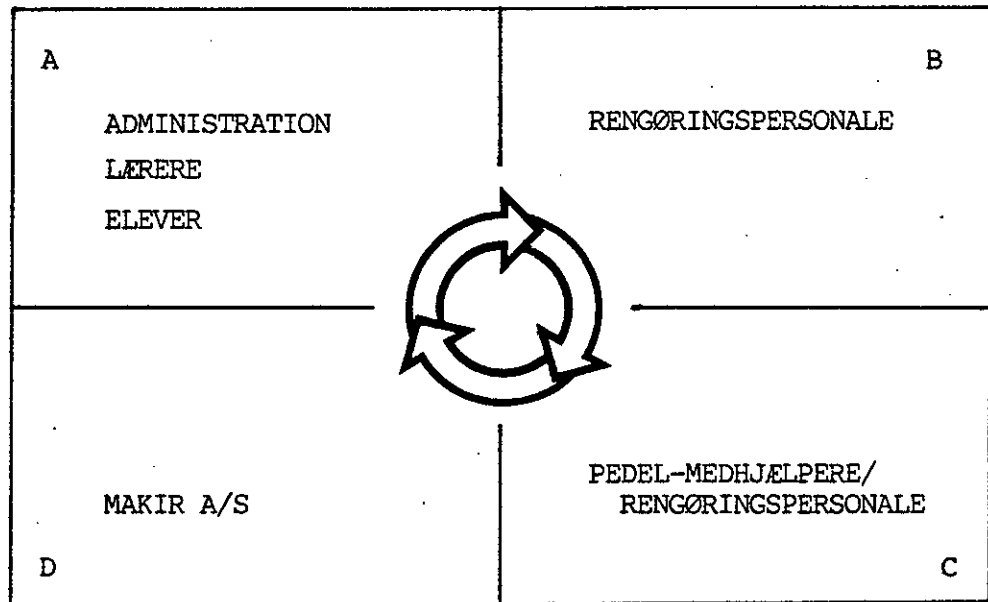 A
ADMINISTRATION
LÆRERE
ELEVER
B
RENGØRINGSPERSONALE
MAKIR A/S
D
PEDEL-MEDHJÆLPERE/
RENGØRINGSPERSONALE
C